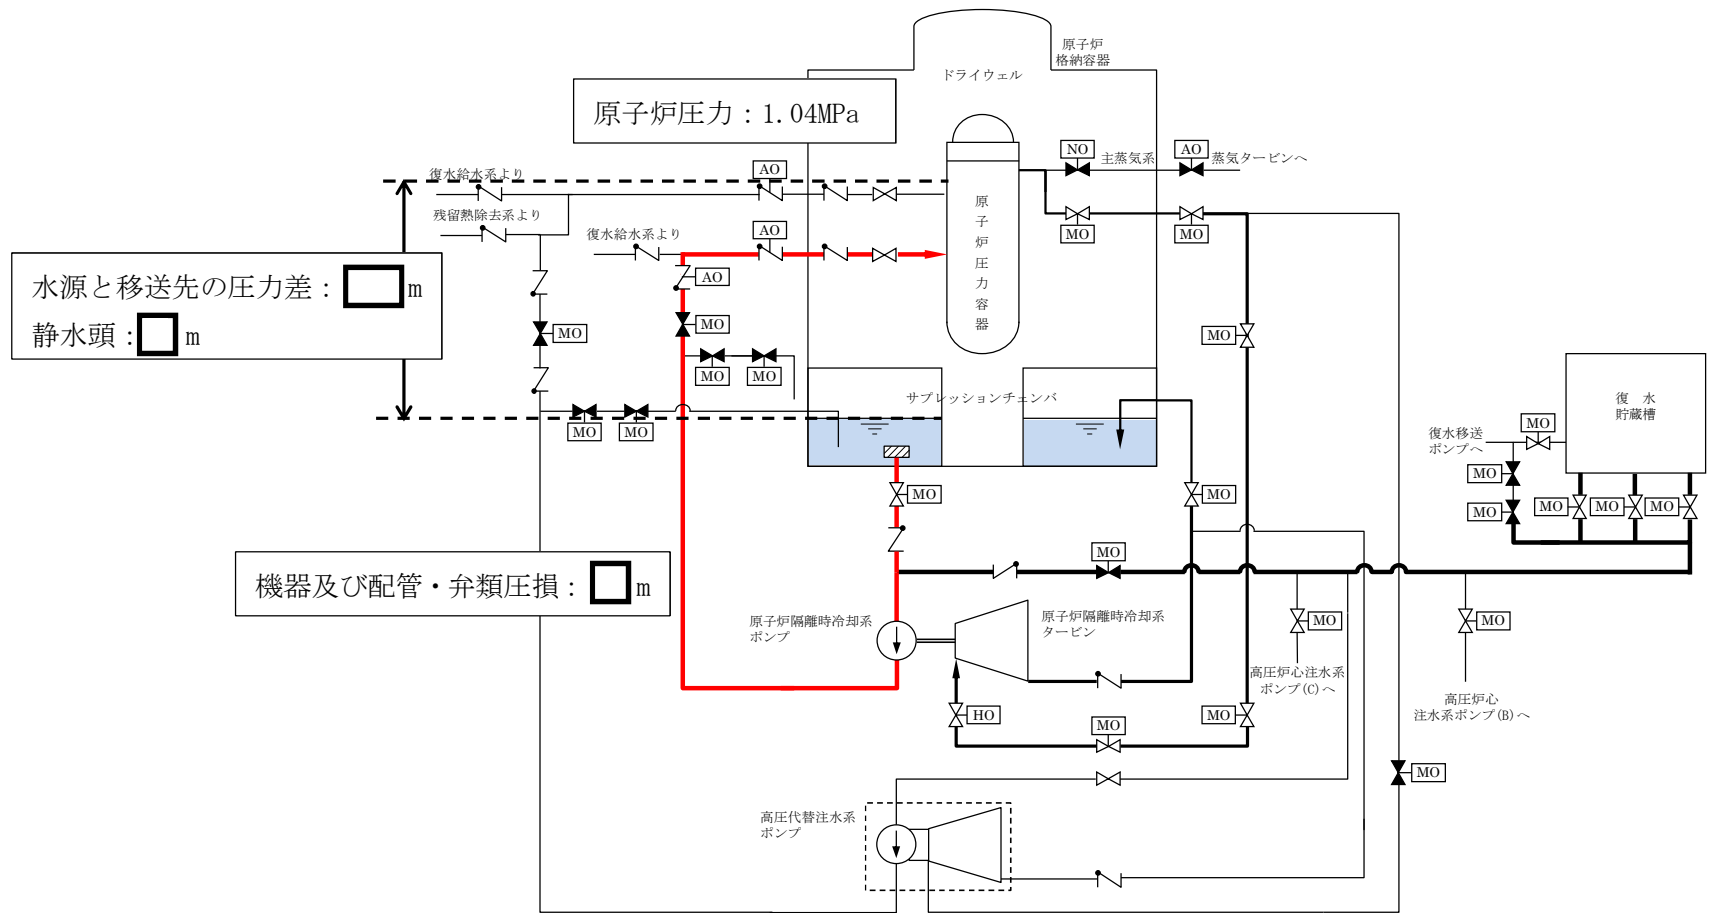 原子炉
格納容器
ドライウェル
原子炉圧力：1.04MPa
NO
主蒸気系
AO
蒸気タービンへ
復水給水系より
AO
残留熱除去系より
復水給水系より
AO
原子炉圧力容器
MO
MO
水源と移送先の圧力差： m
静水頭： m
AO
MO
MO
MO
MO
MO
サプレッションチェンバ
MO
MO
復 水
貯蔵槽
MO
復水移送
ポンプへ
MO
MO
MO
MO
MO
MO
MO
機器及び配管・弁類圧損： m
MO
原子炉隔離時冷却系
ポンプ
原子炉隔離時冷却系
タービン
MO
MO
高圧炉心注水系
ポンプ(C)へ
高圧炉心
注水系ポンプ(B)へ
HO
MO
MO
MO
高圧代替注水系
ポンプ